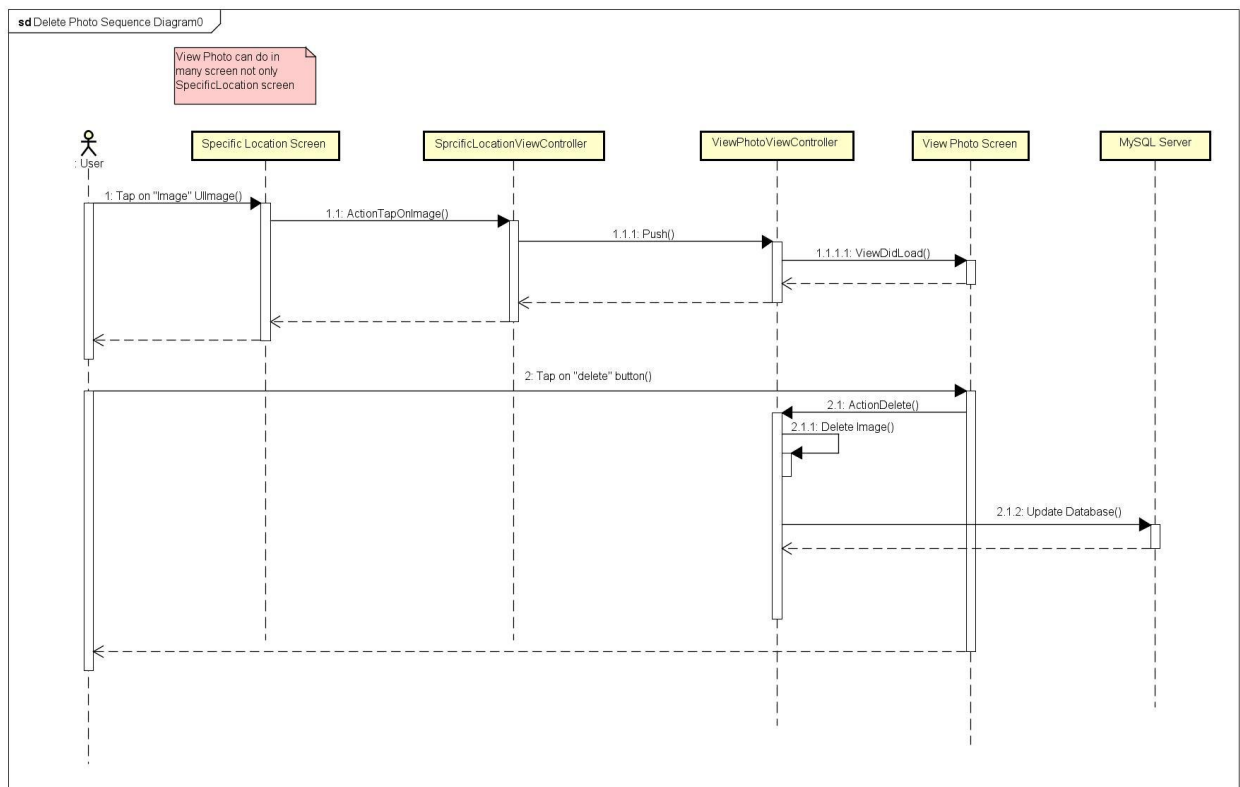 sd Delete Photo Sequence Diagram0
View Photo can do in
many screen not only
SpecificLocation screen
: User
Specific Location Screen
SprcificLocationViewController
ViewPhotoViewController
View Photo Screen
MySQL Server
1: Tap on "Image" UIImage()
1.1: ActionTapOnImage()
1.1.1: Push()
1.1.1.1: ViewDidLoad()
2: Tap on "delete" button()
2.1: ActionDelete()
2.1.1: Delete Image()
2.1.2: Update Database()